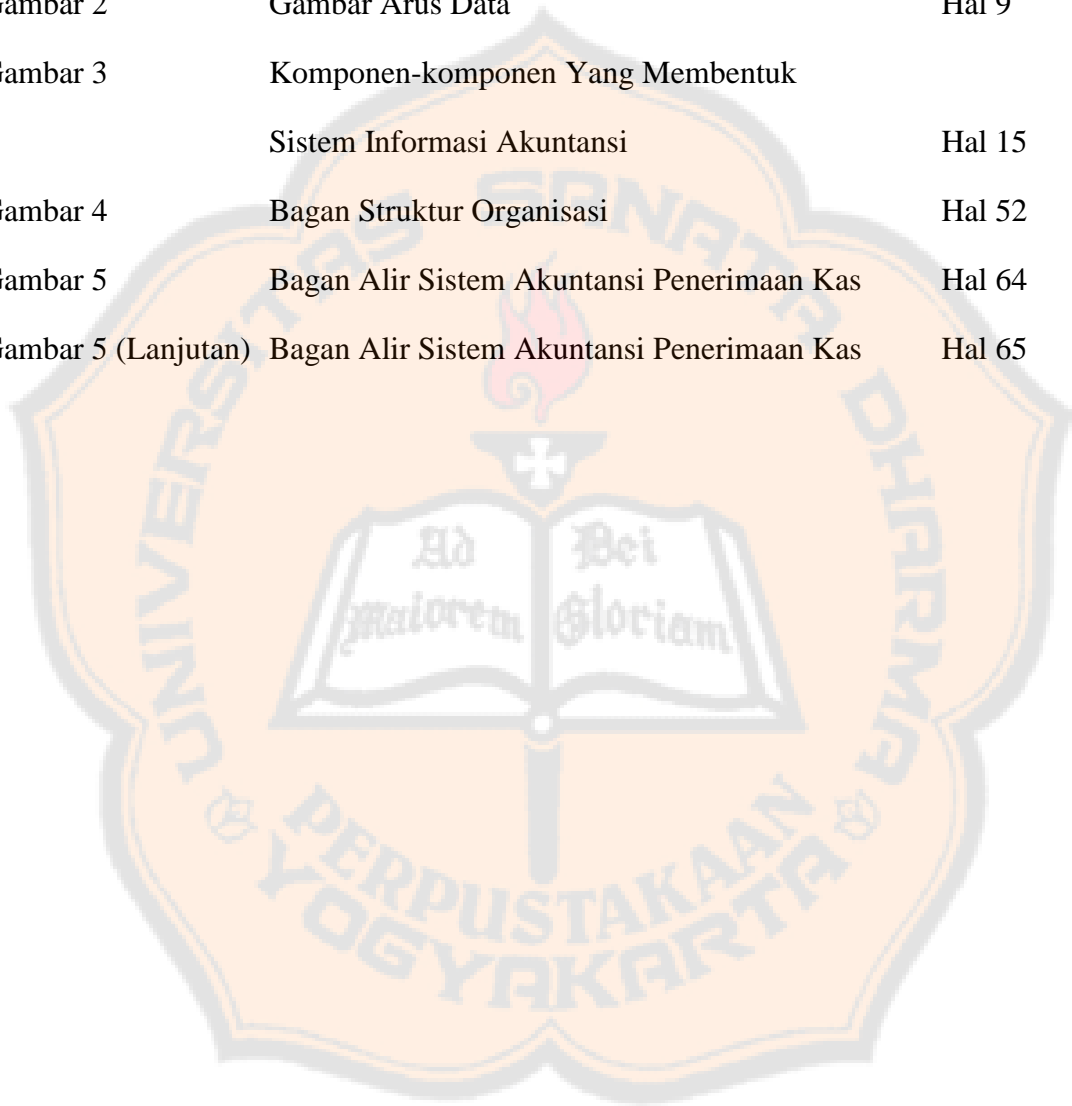 Gambar 2 Gambar Arus Data Hal 9
Gambar 3 Komponen-komponen Yang Membentuk
Sistem Informasi Akuntansi Hal 15
Gambar 4 Bagan Struktur Organisasi Hal 52
Gambar 5 Bagan Alir Sistem Akuntansi Penerimaan Kas Hal 64
Gambar 5 (Lanjutan) Bagan Alir Sistem Akuntansi Penerimaan Kas Hal 65
UNIVERSITAS SANATA DHARMA
Ad Dei
Maiorem Gloriam
PERPUSTAKAAN
YOGYAKARTA